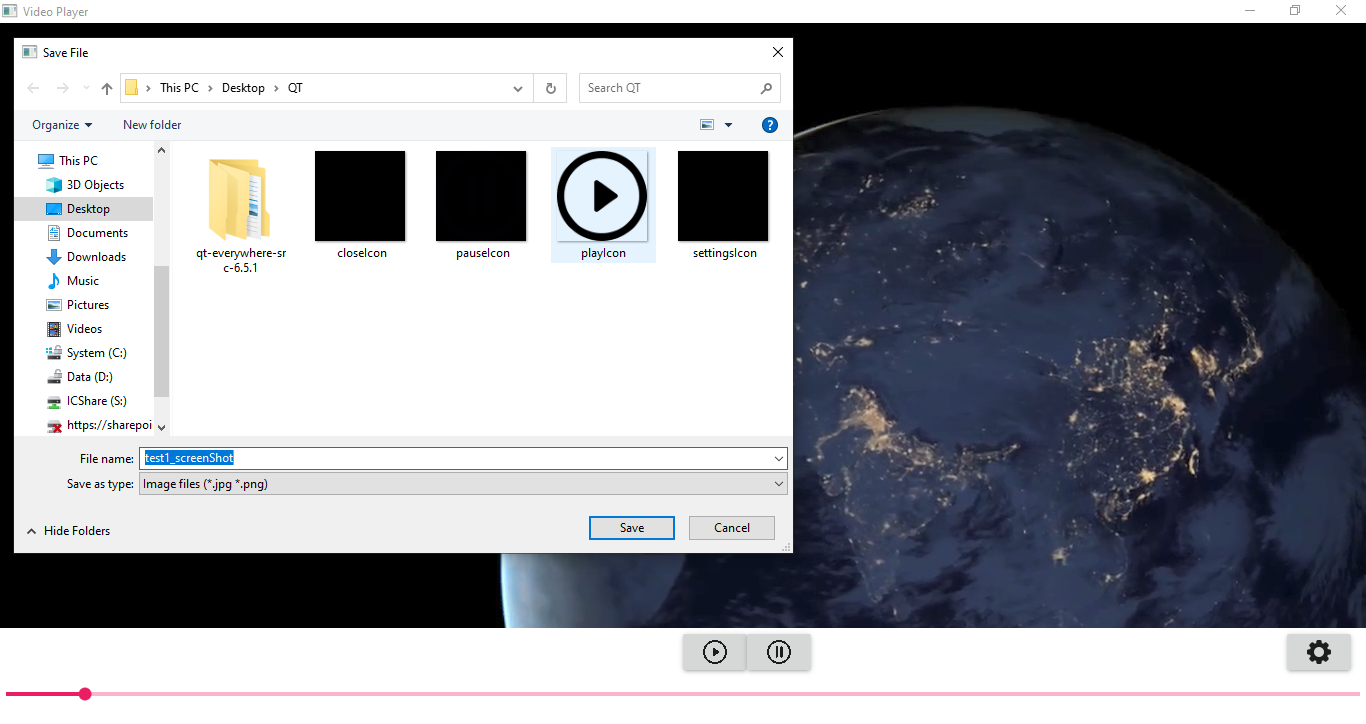 Video Player
Save File
This PC
Desktop
QT
Search QT
Organize
New folder
This PC
3D Objects
Desktop
Documents
Downloads
Music
Pictures
Videos
System (C:)
Data (D:)
ICShare (S:)
https://sharepoi
qt-everywhere-sr
c-6.5.1
closeIcon
pauseIcon
playIcon
settingsIcon
File name: test1_screenShot
Save as type: Image files (*.jpg *.png)
Hide Folders
Save
Cancel